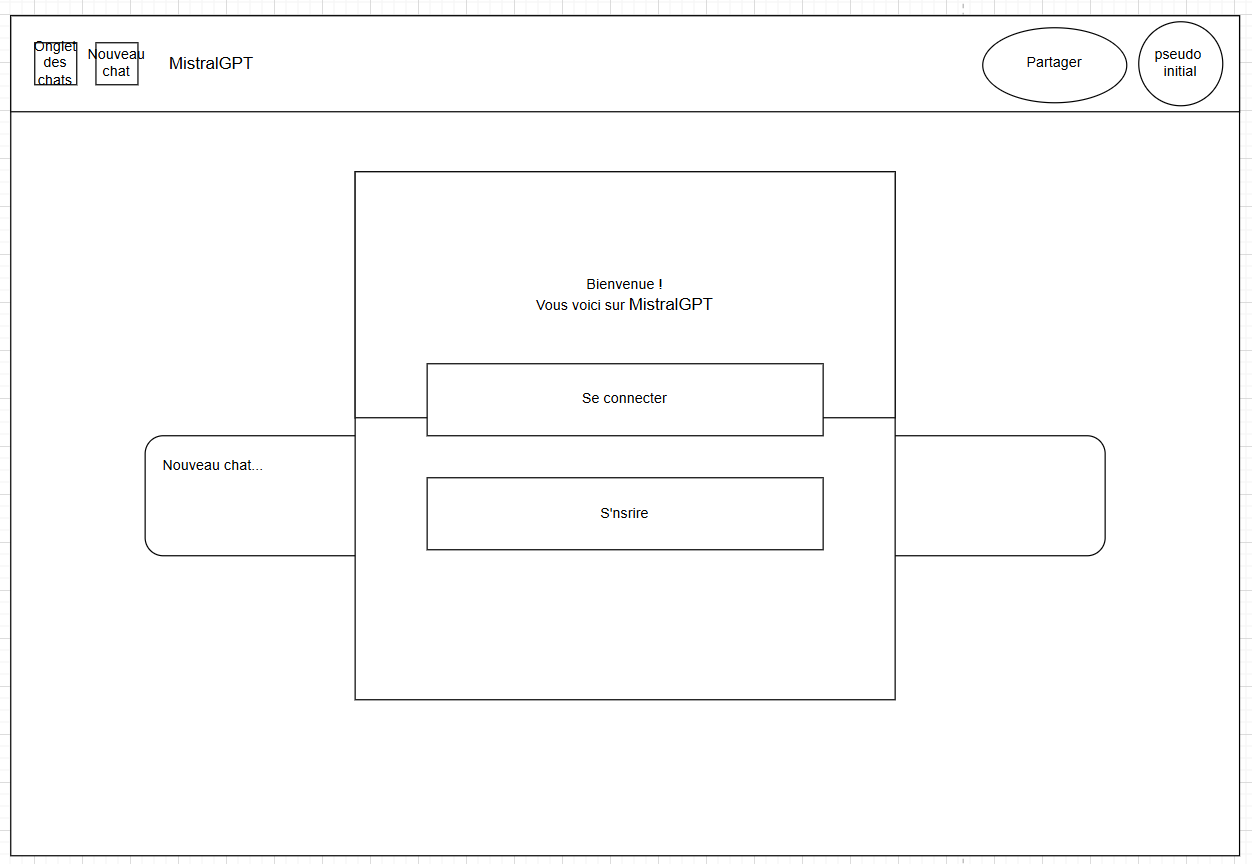 Onglet
des
chats
Nouveau
chat
MistralGPT
Partager
pseudo
initial
Bienvenue !
Vous voici sur MistralGPT
Se connecter
Nouveau chat...
S'nsrire